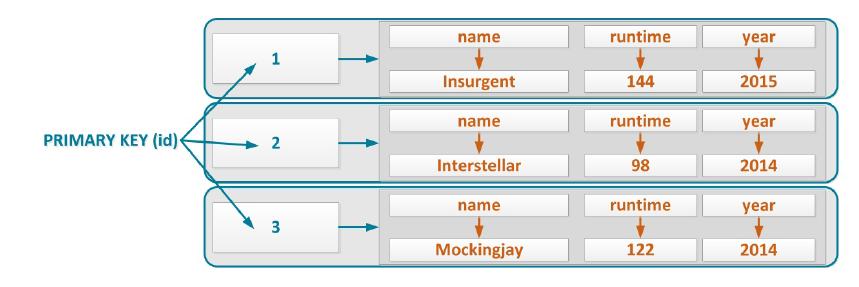 name runtime year
1
Insurgent 144 2015
name runtime year
PRIMARY KEY (id) 2
Interstellar 98 2014
name runtime year
3
Mockingjay 122 2014